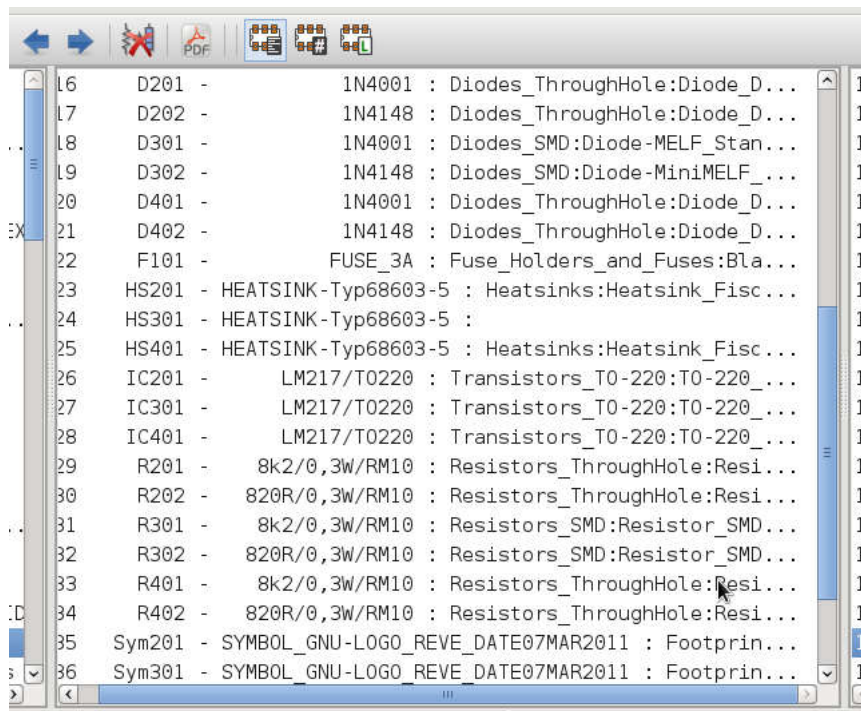 PDF
#
L
16 D201 - 1N4001 : Diodes_ThroughHole:Diode_D...
17 D202 - 1N4148 : Diodes_ThroughHole:Diode_D...
18 D301 - 1N4001 : Diodes_SMD:Diode-MELF_Stan...
19 D302 - 1N4148 : Diodes_SMD:Diode-MiniMELF_...
20 D401 - 1N4001 : Diodes_ThroughHole:Diode_D...
21 D402 - 1N4148 : Diodes_ThroughHole:Diode_D...
22 F101 - FUSE_3A : Fuse_Holders_and_Fuses:Bla...
23 HS201 - HEATSINK-Typ68603-5 : Heatsinks:Heatsink_Fisc...
24 HS301 - HEATSINK-Typ68603-5 :
25 HS401 - HEATSINK-Typ68603-5 : Heatsinks:Heatsink_Fisc...
26 IC201 - LM217/TO220 : Transistors_TO-220:TO-220_...
27 IC301 - LM217/TO220 : Transistors_TO-220:TO-220_...
28 IC401 - LM217/TO220 : Transistors_TO-220:TO-220_...
29 R201 - 8k2/0,3W/RM10 : Resistors_ThroughHole:Resi...
30 R202 - 820R/0,3W/RM10 : Resistors_ThroughHole:Resi...
31 R301 - 8k2/0,3W/RM10 : Resistors_SMD:Resistor_SMD...
32 R302 - 820R/0,3W/RM10 : Resistors_SMD:Resistor_SMD...
33 R401 - 8k2/0,3W/RM10 : Resistors_ThroughHole:Resi...
34 R402 - 820R/0,3W/RM10 : Resistors_ThroughHole:Resi...
35 Sym201 - SYMBOL_GNU-LOGO_REVE_DATE07MAR2011 : Footprin...
36 Sym301 - SYMBOL_GNU-LOGO_REVE_DATE07MAR2011 : Footprin...